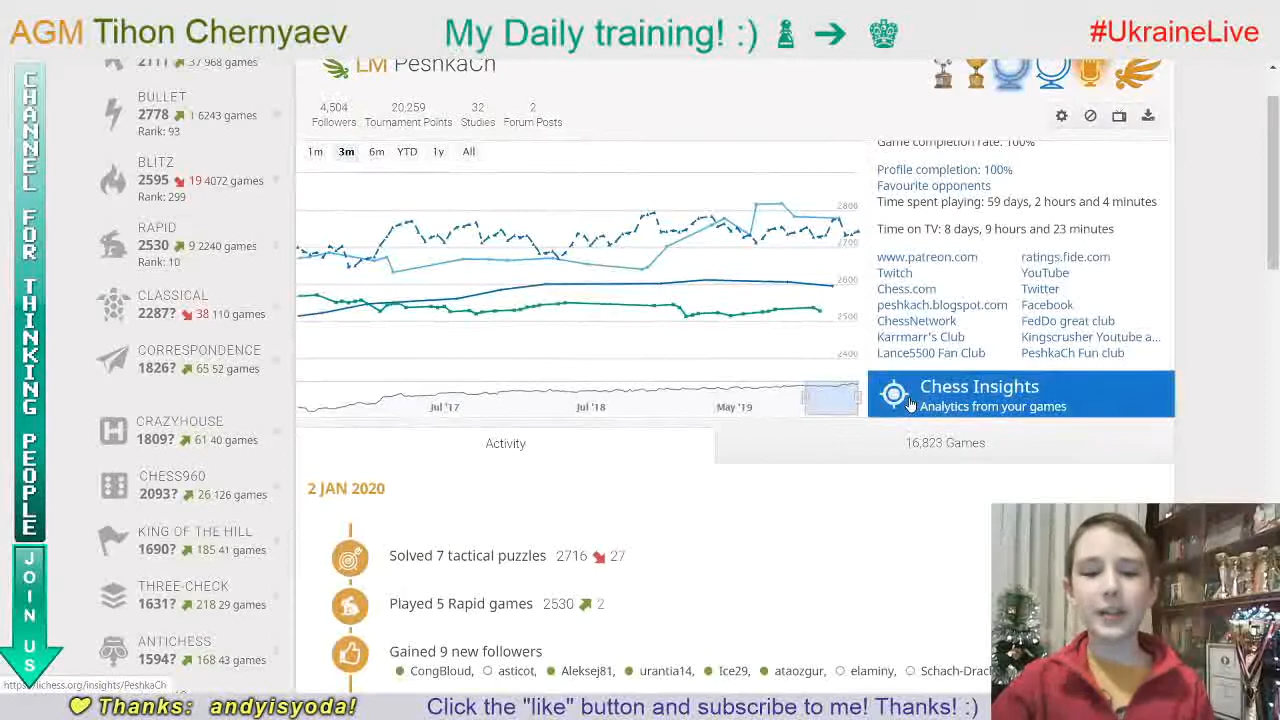 AGM Tihon Chernyaev
My Daily training! :)
#UkraineLive
CHANNEL FOR THINKING PEOPLE
JOIN US
2111 37 968 games
BULLET
2778 1 6243 games
Rank: 93
BLITZ
2595 19 4072 games
Rank: 299
RAPID
2530 9 2240 games
Rank: 10
CLASSICAL
2287? 38 110 games
CORRESPONDENCE
1826? 65 52 games
CRAZYHOUSE
1809? 61 40 games
CHESS960
2093? 26 126 games
KING OF THE HILL
1690? 185 41 games
THREE-CHECK
1631? 218 29 games
ANTICHESS
1594? 168 43 games
https://lichess.org/insights/PeshkaCh
LM PeshkaCh
4,504 Followers
20,259 Tournament Points
32 Studies
2 Forum Posts
1m 3m 6m YTD 1y All
2800
2700
2600
2500
2400
Jul '17 Jul '18 May '19
Game completion rate: 100%
Profile completion: 100%
Favourite opponents
Time spent playing: 59 days, 2 hours and 4 minutes
Time on TV: 8 days, 9 hours and 23 minutes
www.patreon.com ratings.fide.com
Twitch YouTube
Chess.com Twitter
peshkach.blogspot.com Facebook
ChessNetwork FedDo great club
Karrmarr's Club Kingscrusher Youtube a...
Lance5500 Fan Club PeshkaCh Fun club
Chess Insights
Analytics from your games
Activity
16,823 Games
2 JAN 2020
Solved 7 tactical puzzles 2716 27
Played 5 Rapid games 2530 2
Gained 9 new followers
CongBloud, asticot, Aleksej81, urantia14, Ice29, ataozgur, elaminy, Schach-Drac
Thanks: andyisyoda!
Click the "like" button and subscribe to me! Thanks! :)